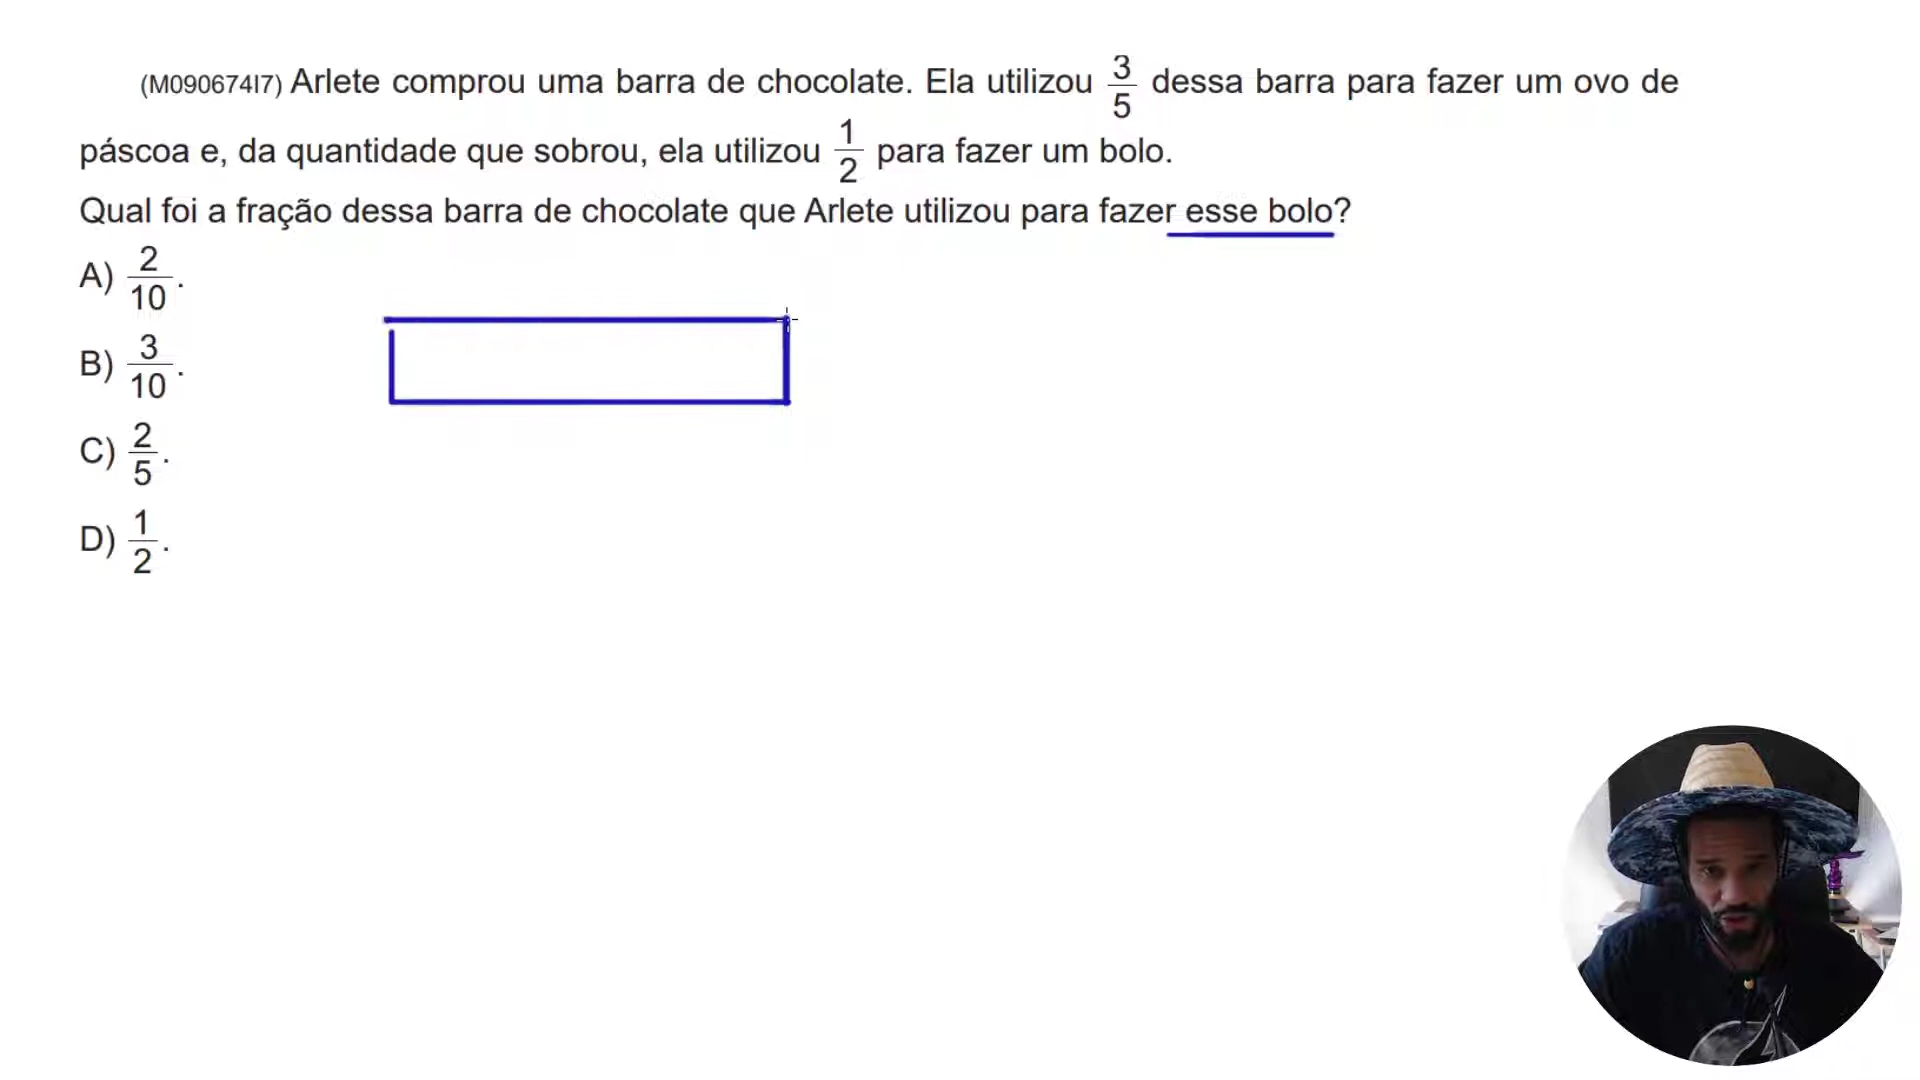 (M090674I7) Arlete comprou uma barra de chocolate. Ela utilizou 3/5 dessa barra para fazer um ovo de
páscoa e, da quantidade que sobrou, ela utilizou 1/2 para fazer um bolo.
Qual foi a fração dessa barra de chocolate que Arlete utilizou para fazer esse bolo?
A) 2/10.
B) 3/10.
C) 2/5.
D) 1/2.